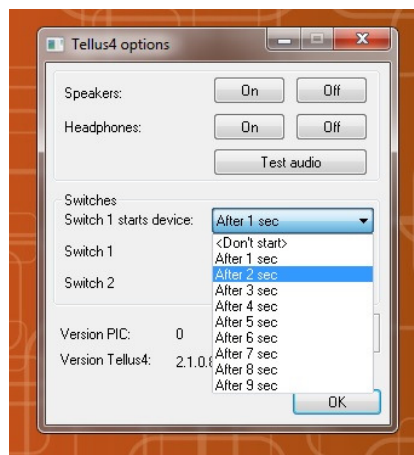 Tellus4 options
Speakers: On Off
Headphones: On Off
Test audio
Switches
Switch 1 starts device: After 1 sec
<Don't start>
After 1 sec
Switch 1
After 2 sec
Switch 2
After 3 sec
After 4 sec
After 5 sec
Version PIC: 0
After 6 sec
After 7 sec
Version Tellus4: 2.1.0.
After 8 sec
After 9 sec
OK